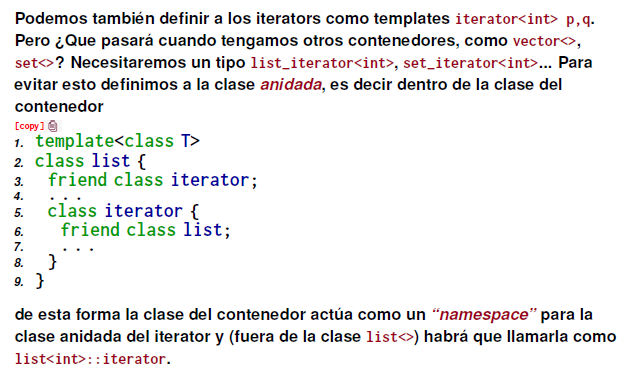 Podemos también definir a los iterators como templates iterator<int> p,q.
Pero ¿Que pasará cuando tengamos otros contenedores, como vector<>,
set<>? Necesitaremos un tipo list_iterator<int>, set_iterator<int>... Para
evitar esto definimos a la clase anidada, es decir dentro de la clase del
contenedor
[copy]
1. template<class T>
2. class list {
3. friend class iterator;
4. ...
5. class iterator {
6. friend class list;
7. ...
8. }
9. }
de esta forma la clase del contenedor actúa como un “namespace” para la
clase anidada del iterator y (fuera de la clase list<>) habrá que llamarla como
list<int>::iterator.